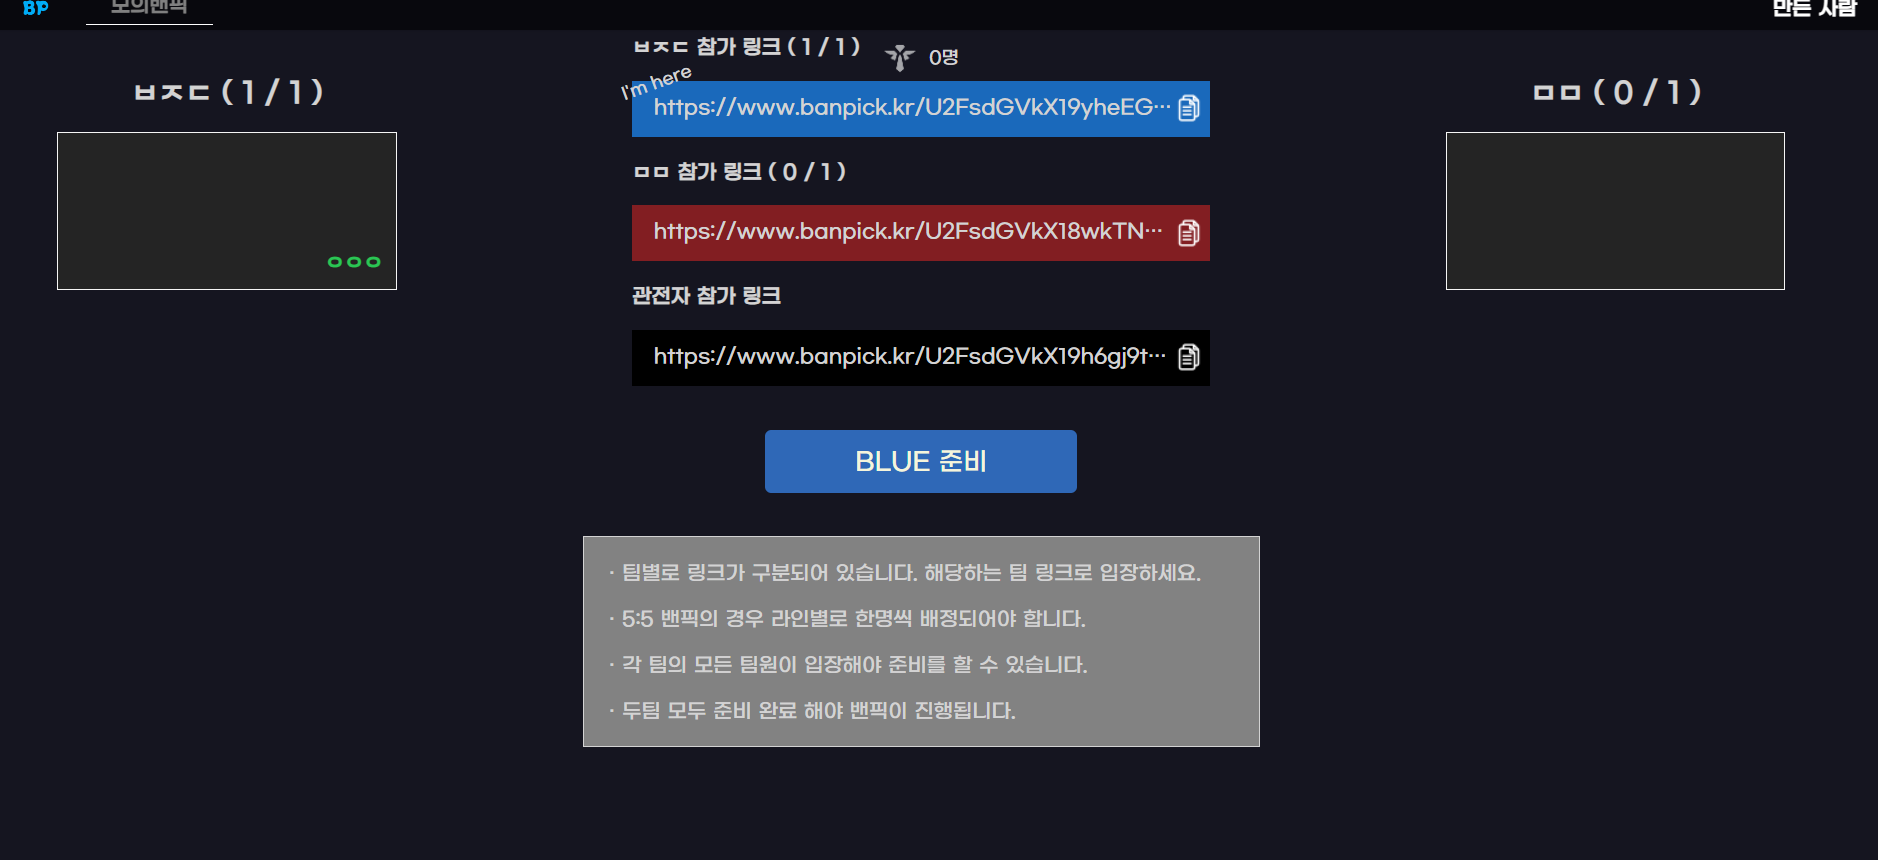 BP 모의밴픽 만든 사람
ㅂㅈㄷ ( 1 / 1 )
ㅇㅇㅇ
ㅂㅈㄷ 참가 링크 ( 1 / 1 ) 0명
I'm here
https://www.banpick.kr/U2FsdGVkX19yheEG…
ㅁㅁ 참가 링크 ( 0 / 1 )
https://www.banpick.kr/U2FsdGVkX18wkTN…
관전자 참가 링크
https://www.banpick.kr/U2FsdGVkX19h6gj9t…
BLUE 준비
· 팀별로 링크가 구분되어 있습니다. 해당하는 팀 링크로 입장하세요.
· 5:5 밴픽의 경우 라인별로 한명씩 배정되어야 합니다.
· 각 팀의 모든 팀원이 입장해야 준비를 할 수 있습니다.
· 두팀 모두 준비 완료 해야 밴픽이 진행됩니다.
ㅁㅁ ( 0 / 1 )